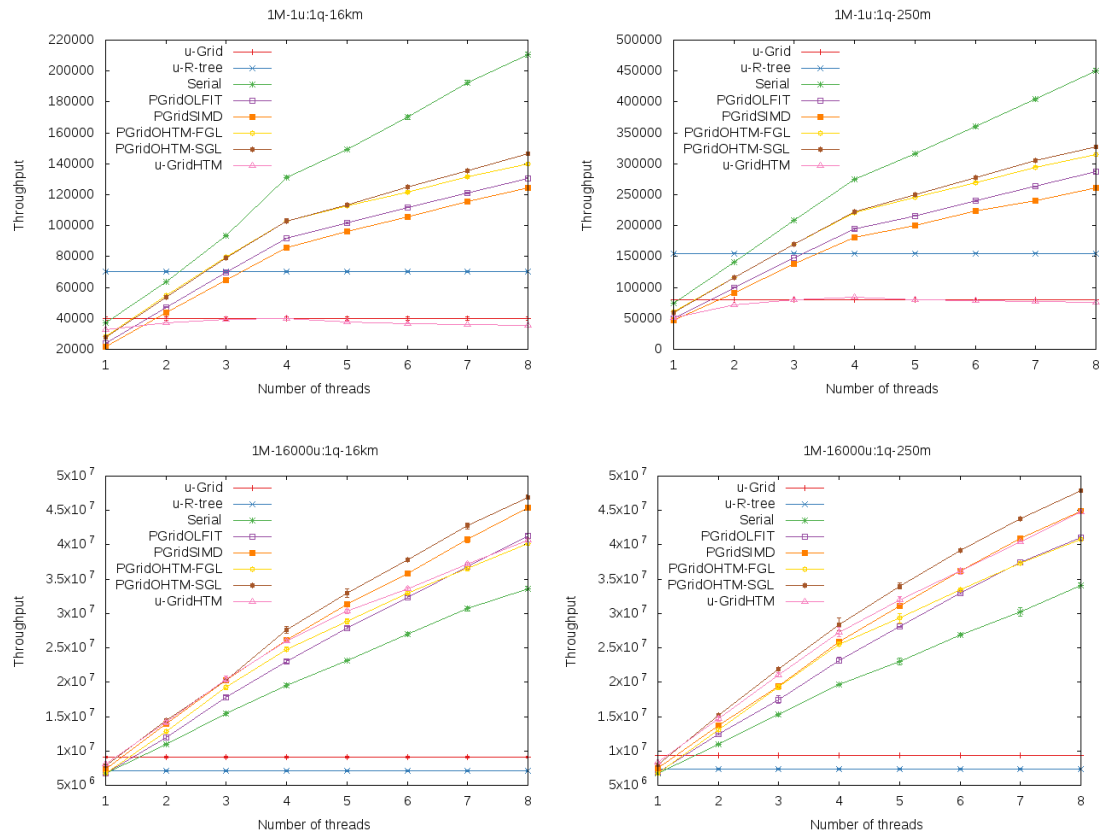 1M-1u:1q-16km
Throughput
220000
200000
180000
160000
140000
120000
100000
80000
60000
40000
20000
u-Grid
u-R-tree
Serial
PGridOLFIT
PGridSIMD
PGridOHTM-FGL
PGridOHTM-SGL
u-GridHTM
1 2 3 4 5 6 7 8
Number of threads
1M-1u:1q-250m
Throughput
500000
450000
400000
350000
300000
250000
200000
150000
100000
50000
0
u-Grid
u-R-tree
Serial
PGridOLFIT
PGridSIMD
PGridOHTM-FGL
PGridOHTM-SGL
u-GridHTM
1 2 3 4 5 6 7 8
Number of threads
1M-16000u:1q-16km
Throughput
5x10^7
4.5x10^7
4x10^7
3.5x10^7
3x10^7
2.5x10^7
2x10^7
1.5x10^7
1x10^7
5x10^6
u-Grid
u-R-tree
Serial
PGridOLFIT
PGridSIMD
PGridOHTM-FGL
PGridOHTM-SGL
u-GridHTM
1 2 3 4 5 6 7 8
Number of threads
1M-16000u:1q-250m
Throughput
5x10^7
4.5x10^7
4x10^7
3.5x10^7
3x10^7
2.5x10^7
2x10^7
1.5x10^7
1x10^7
5x10^6
u-Grid
u-R-tree
Serial
PGridOLFIT
PGridSIMD
PGridOHTM-FGL
PGridOHTM-SGL
u-GridHTM
1 2 3 4 5 6 7 8
Number of threads